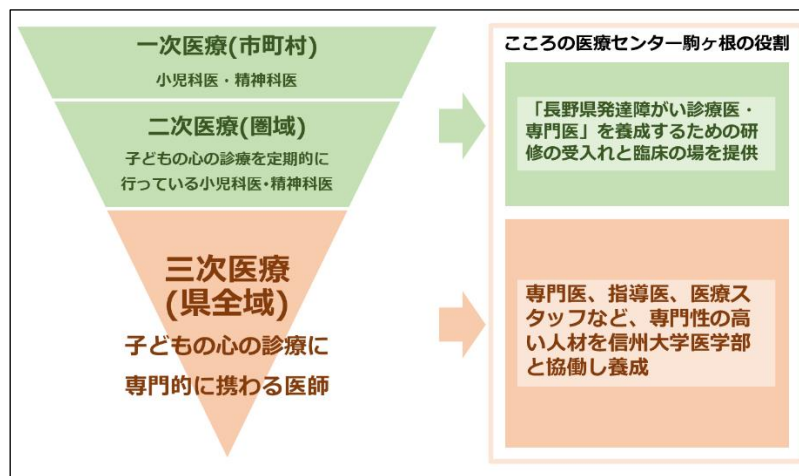 一次医療(市町村)
小児科医・精神科医
二次医療(圏域)
子どもの心の診療を定期的に
行っている小児科医・精神科医
三次医療
(県全域)
子どもの心の診療に
専門的に携わる医師
こころの医療センター駒ヶ根の役割
「長野県発達障がい診療医・
専門医」を養成するための研
修の受入れと臨床の場を提供
専門医、指導医、医療ス
タッフなど、専門性の高
い人材を信州大学医学部
と協働し養成